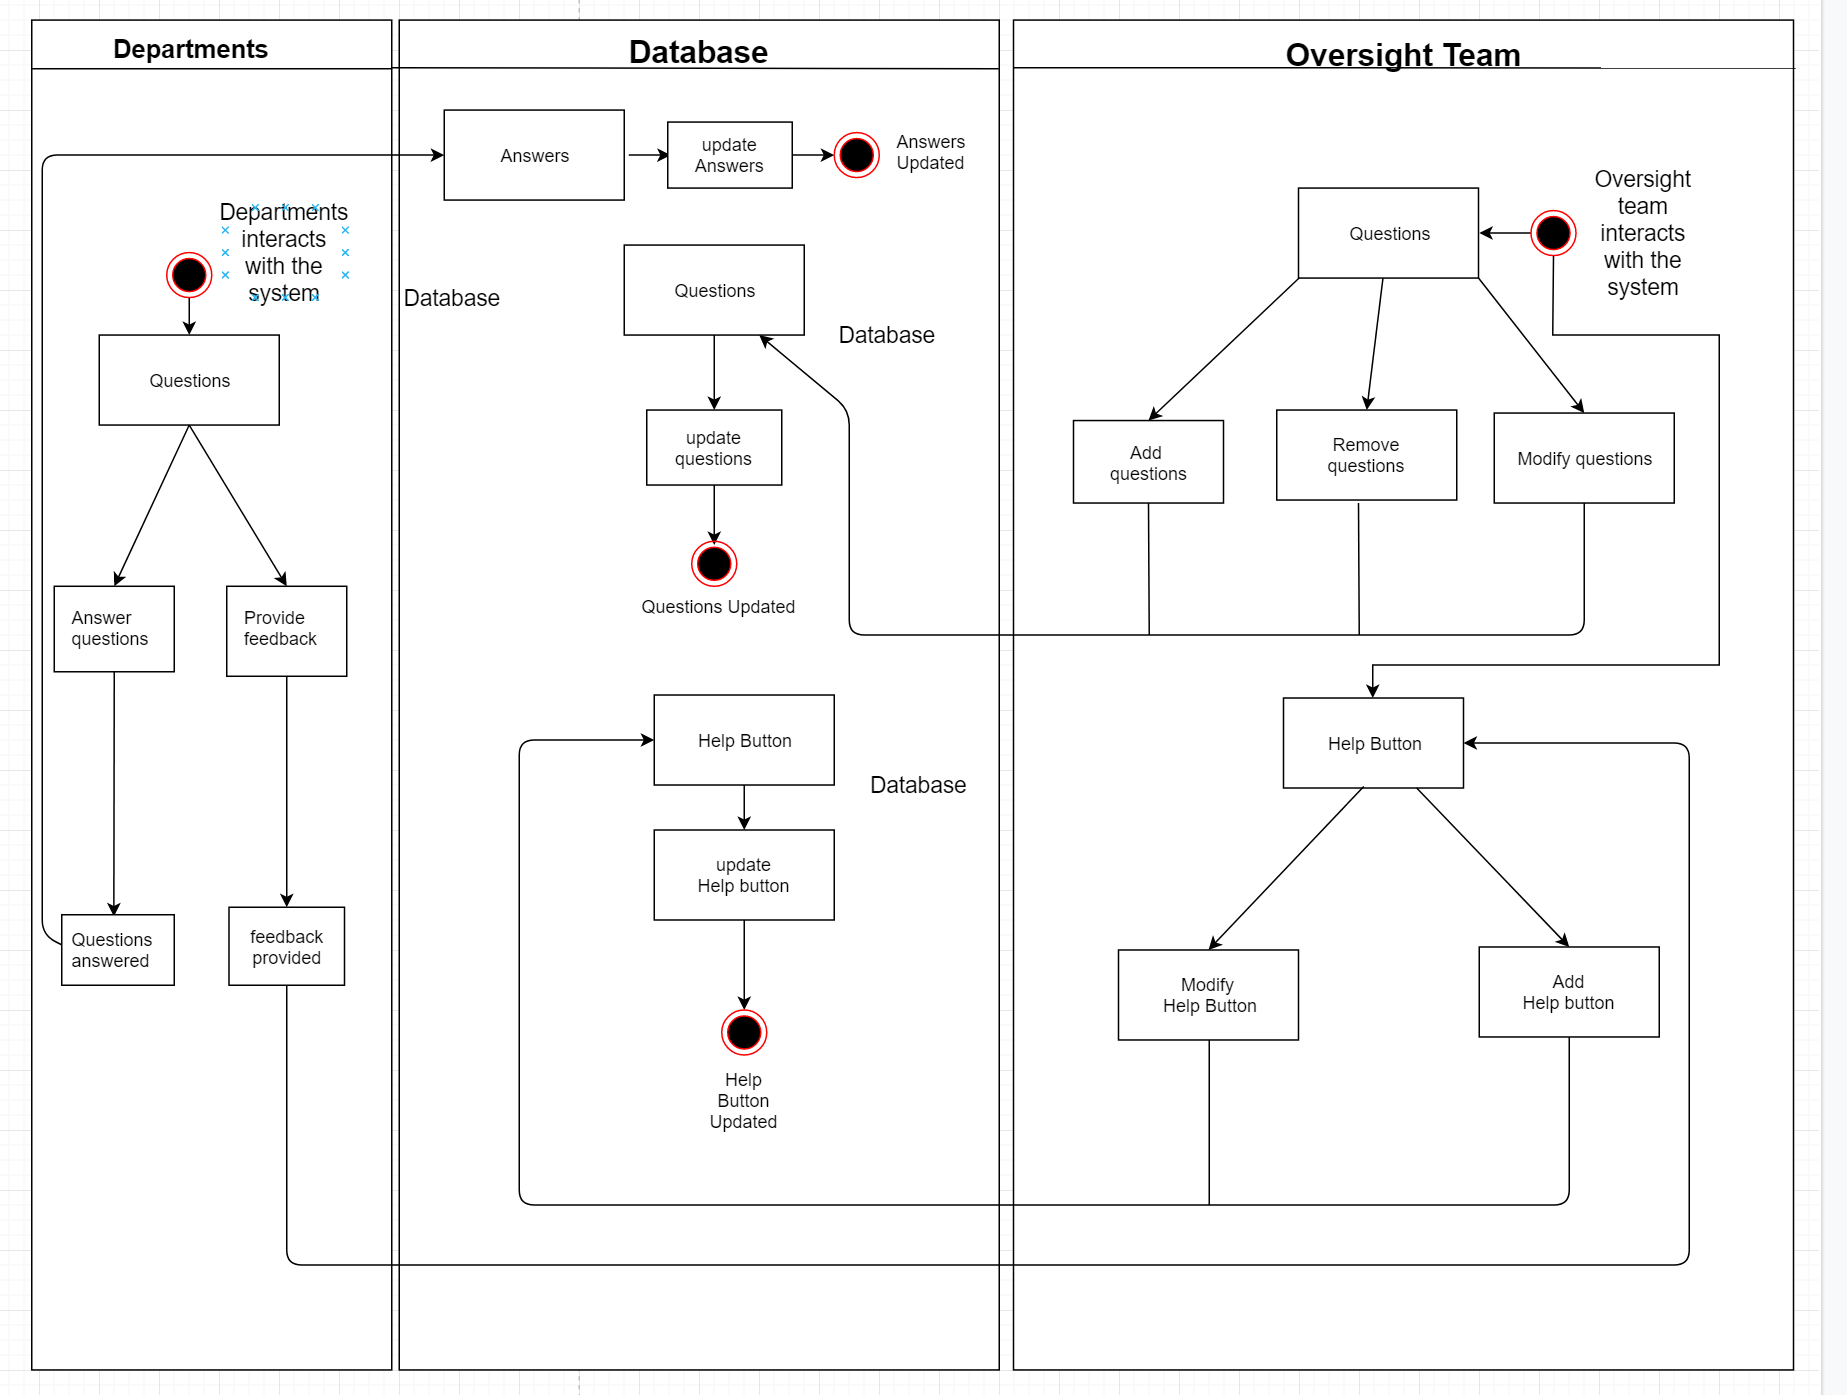 Departments
Database
Oversight Team
Answers
update
Answers
Answers
Updated
Departments
interacts
with the
system
Database
Questions
Database
Questions
Oversight
team
interacts
with the
system
Questions
update
questions
Add
questions
Remove
questions
Modify questions
Questions Updated
Answer
questions
Provide
feedback
Help Button
Database
Help Button
update
Help button
Questions
answered
feedback
provided
Modify
Help Button
Add
Help button
Help
Button
Updated